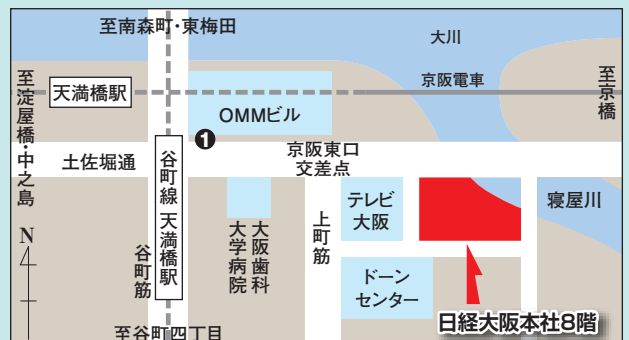 至南森町・東梅田
大川
京阪電車
至京橋
至淀屋橋・中之島
天満橋駅
OMMビル
❶
京阪東口
交差点
土佐堀通
谷町線 天満橋駅
谷町筋
大阪歯科
大学病院
上町筋
テレビ
大阪
寝屋川
ドーン
センター
N
日経大阪本社8階
至谷町四丁目